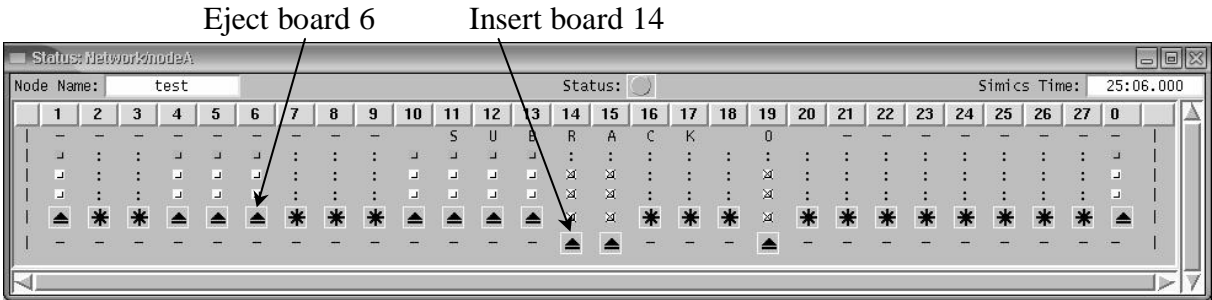 Eject board 6 Insert board 14
Status: Network/nodeA
Node Name: test Status: Simics Time: 25:06.000
1 2 3 4 5 6 7 8 9 10 11 12 13 14 15 16 17 18 19 20 21 22 23 24 25 26 27 0
| - - - - - - - - - - S U B R A C K 0 - - - - - - - - |